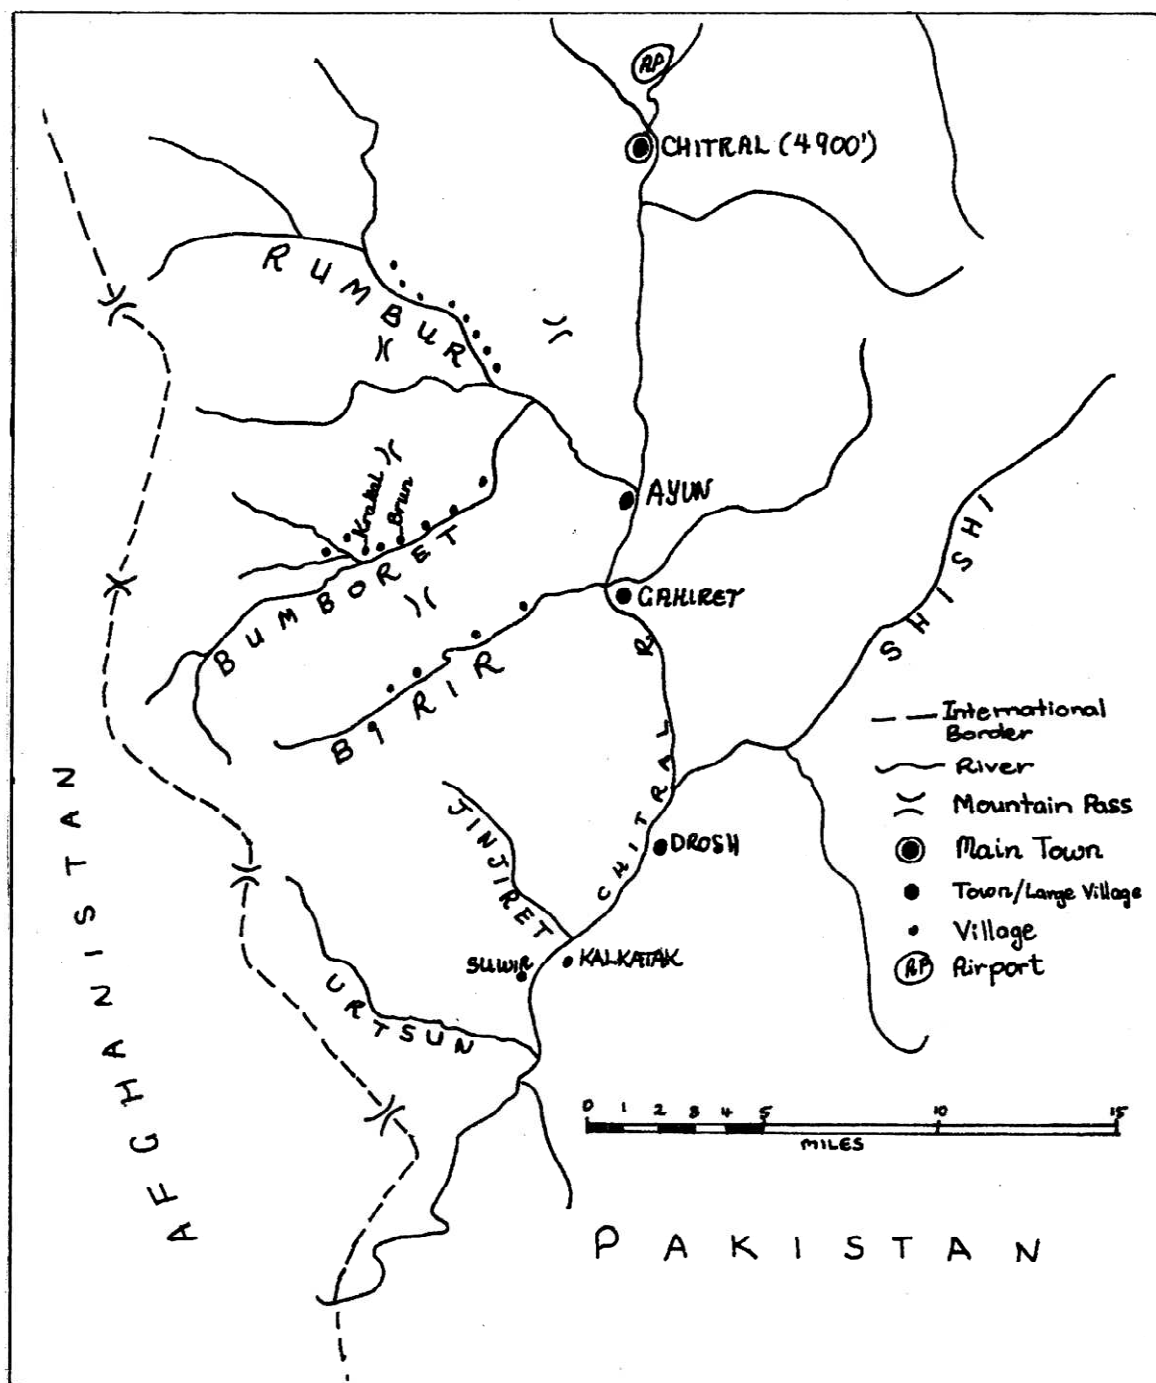 AP
CHITRAL (4900')
RUMBUR
AYUN
Krakal
Brun
BUMBORET
GAHIRET
BIRIR
SHISHI
CHITRAL R.
DROSH
JINJIRET
KALKATAK
SUWIR
URTSUN
AFGHANISTAN
PAKISTAN
International
Border
River
Mountain Pass
Main Town
Town/Large Village
Village
AP Airport
0 1 2 3 4 5 10 15
MILES